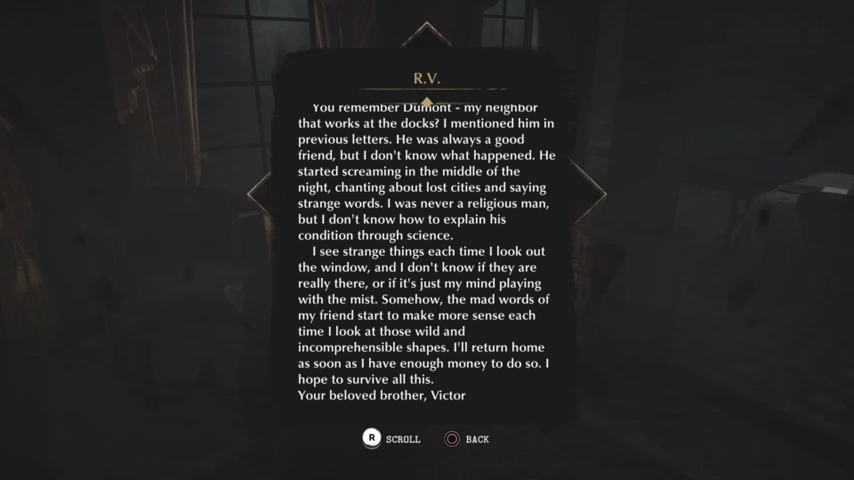 R.V.
You remember Dumont - my neighbor
that works at the docks? I mentioned him in
previous letters. He was always a good
friend, but I don't know what happened. He
started screaming in the middle of the
night, chanting about lost cities and saying
strange words. I was never a religious man,
but I don't know how to explain his
condition through science.
I see strange things each time I look out
the window, and I don't know if they are
really there, or if it's just my mind playing
with the mist. Somehow, the mad words of
my friend start to make more sense each
time I look at those wild and
incomprehensible shapes. I'll return home
as soon as I have enough money to do so. I
hope to survive all this.
Your beloved brother, Victor
R SCROLL BACK